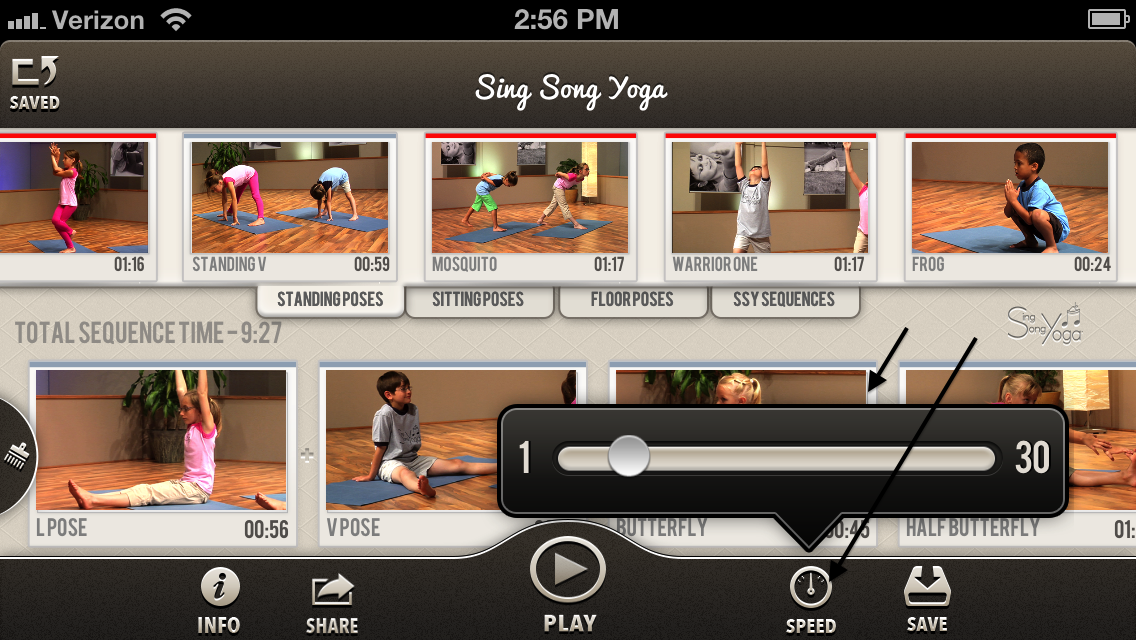 Verizon 2:56 PM
SAVED
Sing Song Yoga
01:16
STANDING V 00:59
MOSQUITO 01:17
WARRIOR ONE 01:17
FROG 00:24
STANDING POSES
SITTING POSES
FLOOR POSES
SSY SEQUENCES
TOTAL SEQUENCE TIME - 9:27
Sing
Song
Yoga
1 30
L POSE 00:56
V POSE
BUTTERFLY 00:45
HALF BUTTERFLY 01:
INFO
SHARE
PLAY
SPEED
SAVE